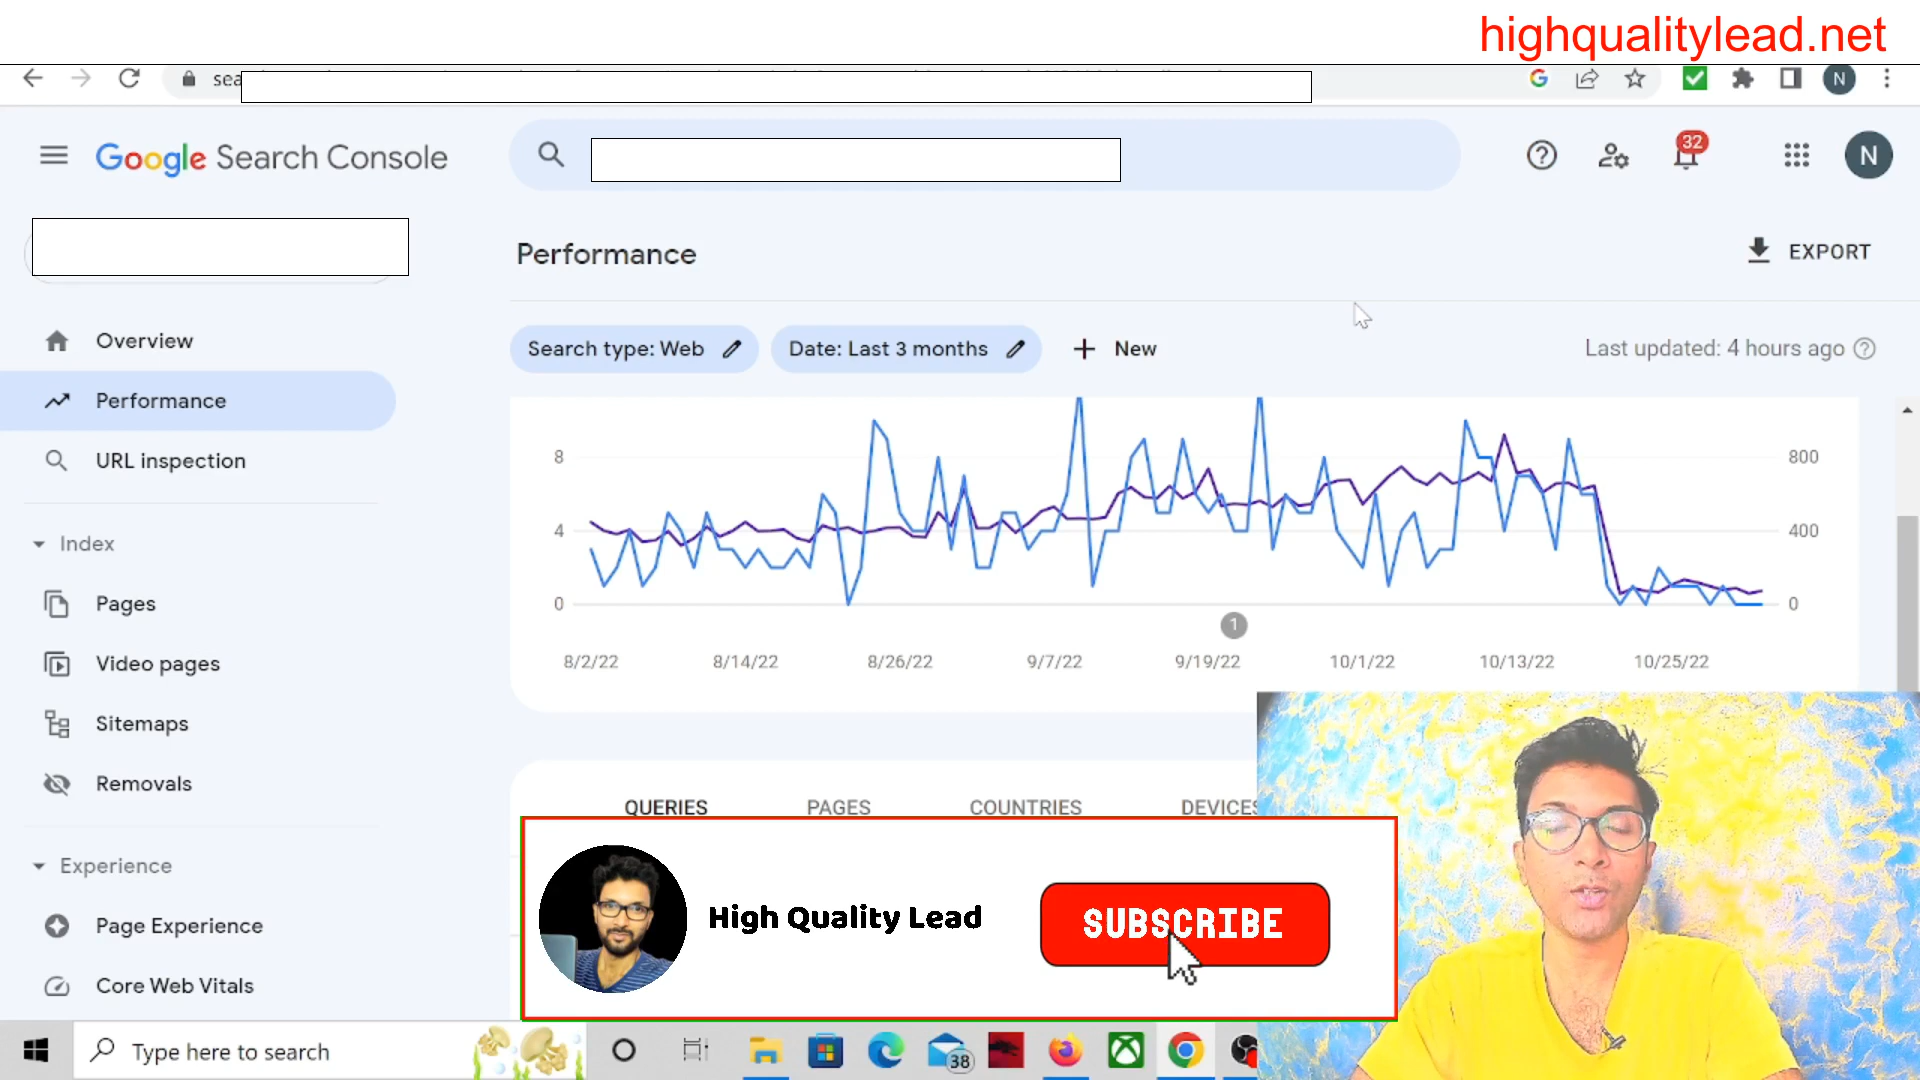 highqualitylead.net
sea
N
Google Search Console
32
N
Performance
EXPORT
Search type: Web
Date: Last 3 months
New
Last updated: 4 hours ago
Overview
Performance
URL inspection
Index
Pages
Video pages
Sitemaps
Removals
Experience
Page Experience
Core Web Vitals
8
4
0
800
400
0
1
8/2/22 8/14/22 8/26/22 9/7/22 9/19/22 10/1/22 10/13/22 10/25/22
QUERIES PAGES COUNTRIES DEVICES
High Quality Lead
SUBSCRIBE
Type here to search
38